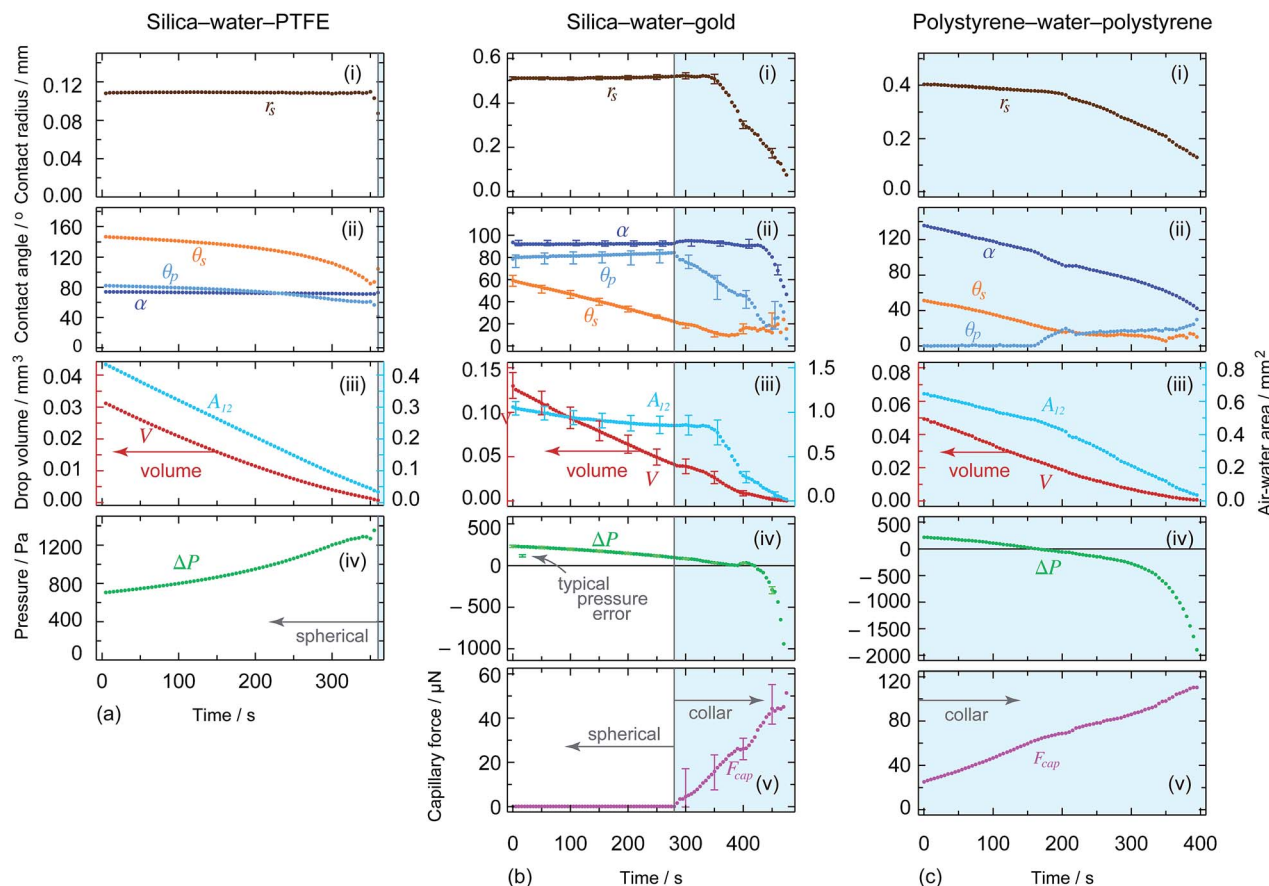 Silica–water–PTFE
Silica–water–gold
Polystyrene–water–polystyrene
Contact radius / mm
0.12
0.08
0.04
0.00
(i)
r_s
0.6
0.4
0.2
0.0
(i)
r_s
0.4
0.2
0.0
(i)
r_s
Contact angle / º
160
120
80
40
0
(ii)
θ_s
θ_p
α
100
80
60
40
20
0
(ii)
α
θ_p
θ_s
160
120
80
40
0
(ii)
α
θ_s
θ_p
Drop volume / mm³
0.04
0.03
0.02
0.01
0.00
(iii)
A_12
V
volume
0.4
0.3
0.2
0.1
0.0
V
0.15
0.10
0.05
0.00
(iii)
A_12
volume
V
1.5
1.0
0.5
0.0
0.08
0.06
0.04
0.02
0.00
(iii)
A_12
volume
V
0.8
0.6
0.4
0.2
0.0
Air-water area / mm²
Pressure / Pa
1200
800
400
0
(iv)
ΔP
spherical
0 100 200 300
(a) Time / s
500
0
– 500
– 1000
(iv)
ΔP
typical
pressure
error
500
0
– 500
– 1000
– 1500
– 2000
(iv)
ΔP
Capillary force / µN
60
40
20
0
collar
spherical
F_cap
(v)
0 100 200 300 400
(b) Time / s
120
80
40
0
collar
F_cap
(v)
0 100 200 300 400
(c) Time / s